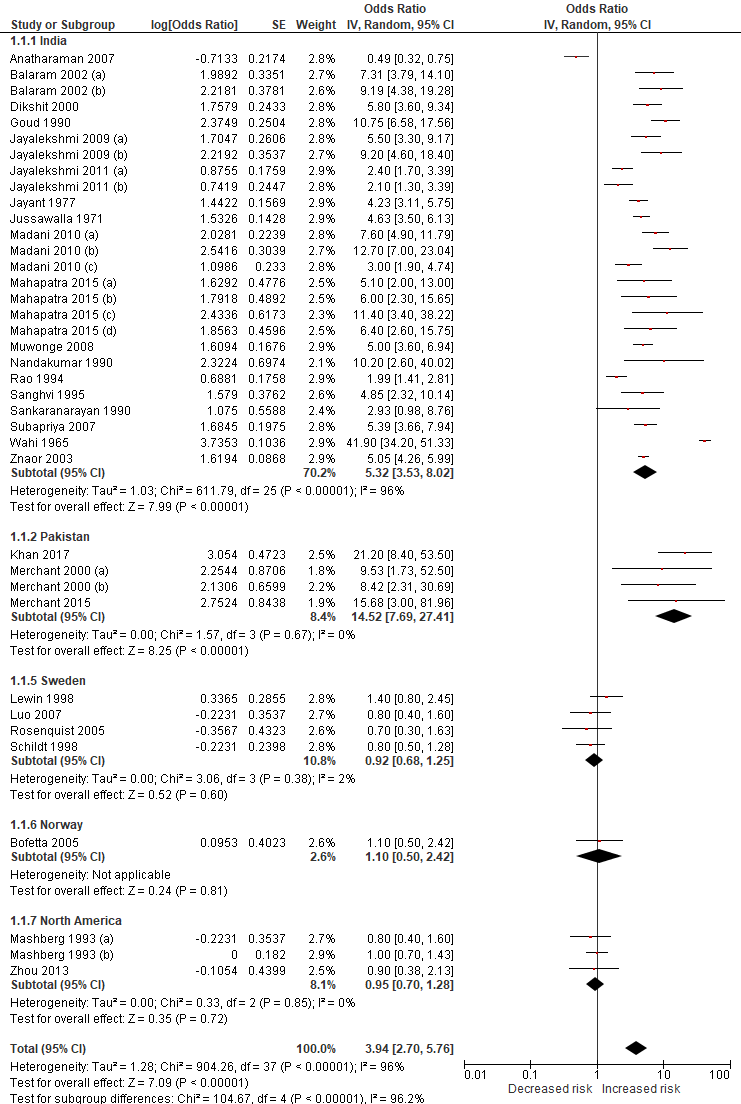 Odds Ratio Odds Ratio
Study or Subgroup log[Odds Ratio] SE Weight IV, Random, 95% CI IV, Random, 95% CI
1.1.1 India
Anatharaman 2007 -0.7133 0.2174 2.8% 0.49 [0.32, 0.75]
Balaram 2002 (a) 1.9892 0.3351 2.7% 7.31 [3.79, 14.10]
Balaram 2002 (b) 2.2181 0.3781 2.6% 9.19 [4.38, 19.28]
Dikshit 2000 1.7579 0.2433 2.8% 5.80 [3.60, 9.34]
Goud 1990 2.3749 0.2504 2.8% 10.75 [6.58, 17.56]
Jayalekshmi 2009 (a) 1.7047 0.2606 2.8% 5.50 [3.30, 9.17]
Jayalekshmi 2009 (b) 2.2192 0.3537 2.7% 9.20 [4.60, 18.40]
Jayalekshmi 2011 (a) 0.8755 0.1759 2.9% 2.40 [1.70, 3.39]
Jayalekshmi 2011 (b) 0.7419 0.2447 2.8% 2.10 [1.30, 3.39]
Jayant 1977 1.4422 0.1569 2.9% 4.23 [3.11, 5.75]
Jussawalla 1971 1.5326 0.1428 2.9% 4.63 [3.50, 6.13]
Madani 2010 (a) 2.0281 0.2239 2.8% 7.60 [4.90, 11.79]
Madani 2010 (b) 2.5416 0.3039 2.7% 12.70 [7.00, 23.04]
Madani 2010 (c) 1.0986 0.233 2.8% 3.00 [1.90, 4.74]
Mahapatra 2015 (a) 1.6292 0.4776 2.5% 5.10 [2.00, 13.00]
Mahapatra 2015 (b) 1.7918 0.4892 2.5% 6.00 [2.30, 15.65]
Mahapatra 2015 (c) 2.4336 0.6173 2.3% 11.40 [3.40, 38.22]
Mahapatra 2015 (d) 1.8563 0.4596 2.5% 6.40 [2.60, 15.75]
Muwonge 2008 1.6094 0.1676 2.9% 5.00 [3.60, 6.94]
Nandakumar 1990 2.3224 0.6974 2.1% 10.20 [2.60, 40.02]
Rao 1994 0.6881 0.1758 2.9% 1.99 [1.41, 2.81]
Sanghvi 1995 1.579 0.3762 2.6% 4.85 [2.32, 10.14]
Sankaranarayan 1990 1.075 0.5588 2.4% 2.93 [0.98, 8.76]
Subapriya 2007 1.6845 0.1975 2.8% 5.39 [3.66, 7.94]
Wahi 1965 3.7353 0.1036 2.9% 41.90 [34.20, 51.33]
Znaor 2003 1.6194 0.0868 2.9% 5.05 [4.26, 5.99]
Subtotal (95% CI) 70.2% 5.32 [3.53, 8.02]
Heterogeneity: Tau² = 1.03; Chi² = 611.79, df = 25 (P < 0.00001); I² = 96%
Test for overall effect: Z = 7.99 (P < 0.00001)
1.1.2 Pakistan
Khan 2017 3.054 0.4723 2.5% 21.20 [8.40, 53.50]
Merchant 2000 (a) 2.2544 0.8706 1.8% 9.53 [1.73, 52.50]
Merchant 2000 (b) 2.1306 0.6599 2.2% 8.42 [2.31, 30.69]
Merchant 2015 2.7524 0.8438 1.9% 15.68 [3.00, 81.96]
Subtotal (95% CI) 8.4% 14.52 [7.69, 27.41]
Heterogeneity: Tau² = 0.00; Chi² = 1.57, df = 3 (P = 0.67); I² = 0%
Test for overall effect: Z = 8.25 (P < 0.00001)
1.1.5 Sweden
Lewin 1998 0.3365 0.2855 2.8% 1.40 [0.80, 2.45]
Luo 2007 -0.2231 0.3537 2.7% 0.80 [0.40, 1.60]
Rosenquist 2005 -0.3567 0.4323 2.5% 0.70 [0.30, 1.63]
Schildt 1998 -0.2231 0.2398 2.8% 0.80 [0.50, 1.28]
Subtotal (95% CI) 10.8% 0.92 [0.68, 1.25]
Heterogeneity: Tau² = 0.00; Chi² = 3.06, df = 3 (P = 0.38); I² = 2%
Test for overall effect: Z = 0.52 (P = 0.60)
1.1.6 Norway
Bofetta 2005 0.0953 0.4023 2.6% 1.10 [0.50, 2.42]
Subtotal (95% CI) 2.6% 1.10 [0.50, 2.42]
Heterogeneity: Not applicable
Test for overall effect: Z = 0.24 (P = 0.81)
1.1.7 North America
Mashberg 1993 (a) -0.2231 0.3537 2.7% 0.80 [0.40, 1.60]
Mashberg 1993 (b) 0 0.182 2.9% 1.00 [0.70, 1.43]
Zhou 2013 -0.1054 0.4399 2.5% 0.90 [0.38, 2.13]
Subtotal (95% CI) 8.1% 0.95 [0.70, 1.28]
Heterogeneity: Tau² = 0.00; Chi² = 0.33, df = 2 (P = 0.85); I² = 0%
Test for overall effect: Z = 0.35 (P = 0.72)
Total (95% CI) 100.0% 3.94 [2.70, 5.76]
Heterogeneity: Tau² = 1.28; Chi² = 904.26, df = 37 (P < 0.00001); I² = 96%
Test for overall effect: Z = 7.09 (P < 0.00001)
Test for subgroup differences: Chi² = 104.67, df = 4 (P < 0.00001), I² = 96.2%
0.01 0.1 1 10 100
Decreased risk Increased risk